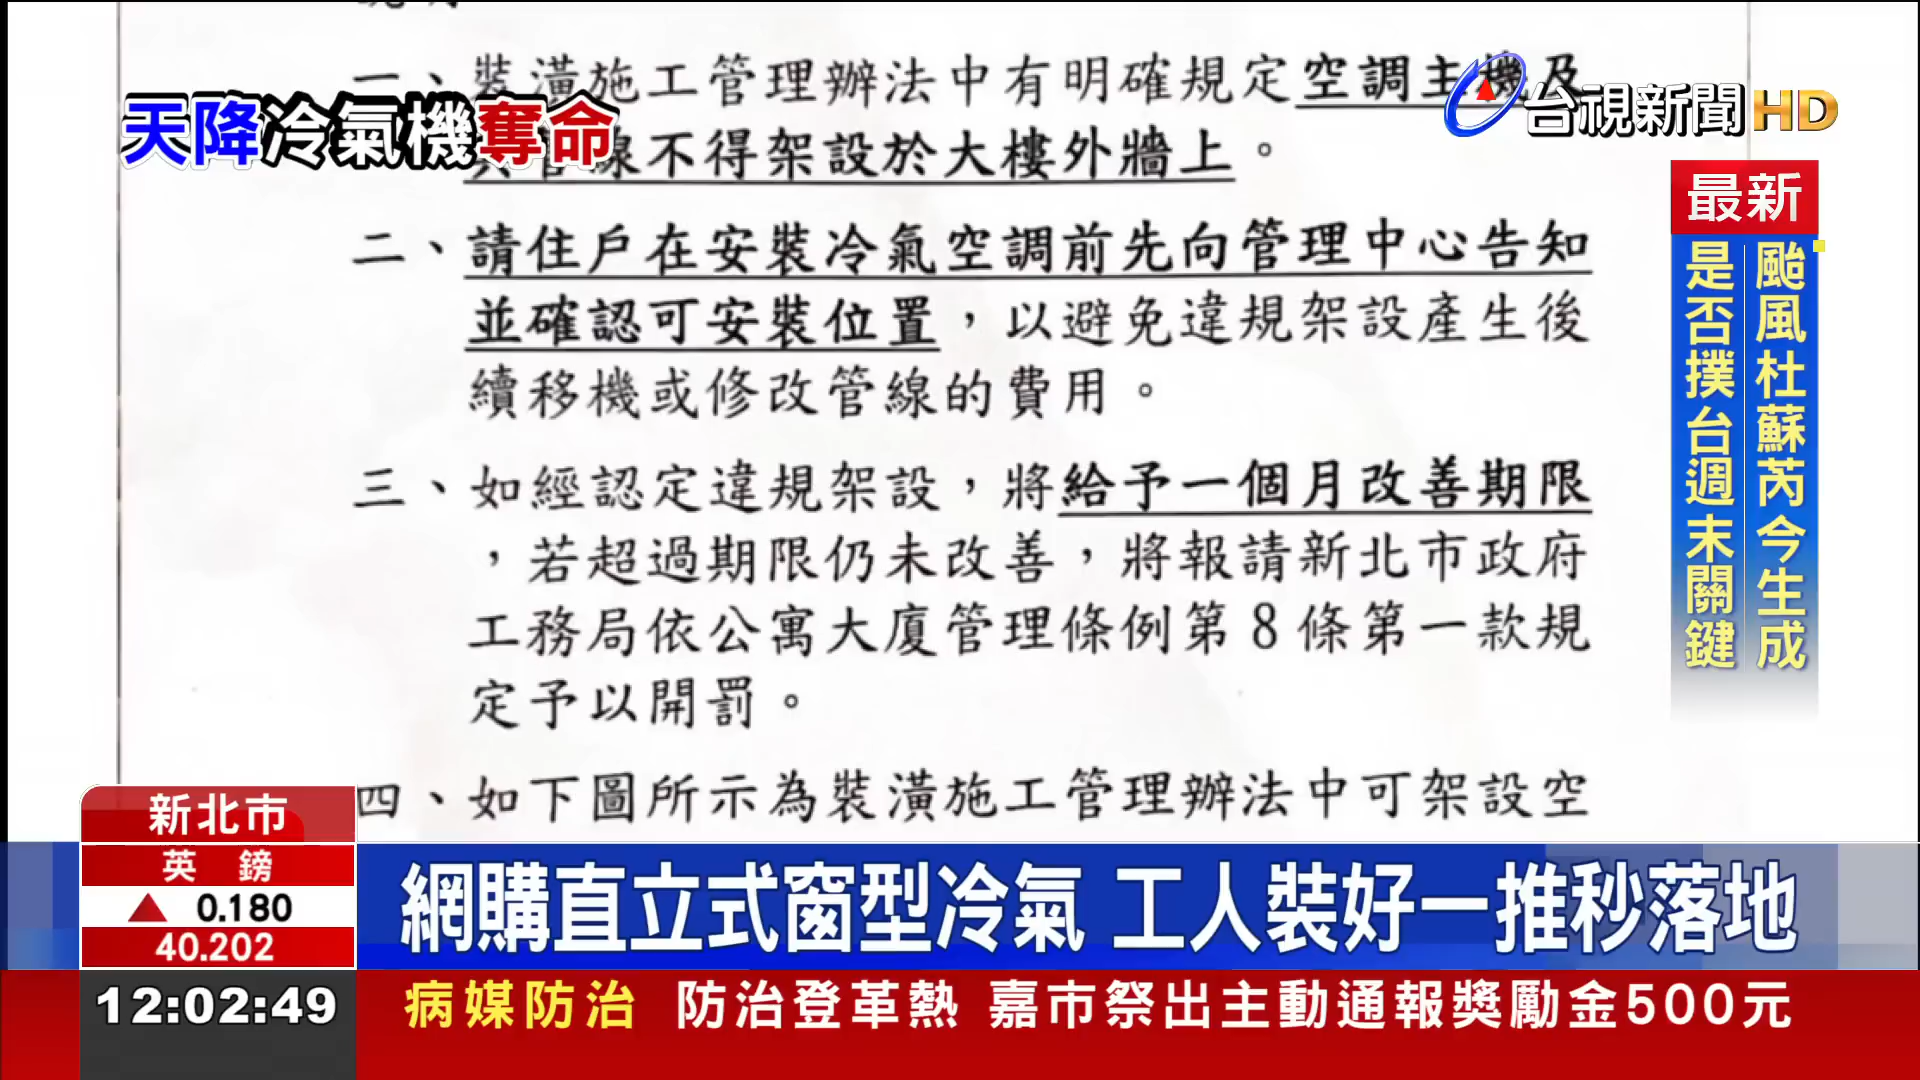 一、裝潢施工管理辦法中有明確規定空調主機及
線不得架設於大樓外牆上。
二、請住戶在安裝冷氣空調前先向管理中心告知
並確認可安裝位置，以避免違規架設產生後
續移機或修改管線的費用。
三、如經認定違規架設，將給予一個月改善期限
，若超過期限仍未改善，將報請新北市政府
工務局依公寓大廈管理條例第8條第一款規
定予以開罰。
四、如下圖所示為裝潢施工管理辦法中可架設空
天降冷氣機奪命
台視新聞HD
最新
颱風杜蘇芮今生成
是否撲台週末關鍵
新北市
英鎊
▲ 0.180
40.202
12:02:49
網購直立式窗型冷氣 工人裝好一推秒落地
病媒防治 防治登革熱 嘉市祭出主動通報獎勵金500元